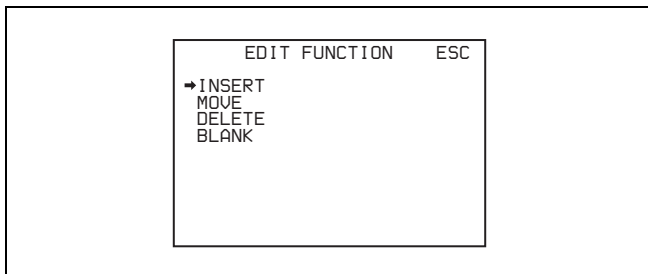 EDIT FUNCTION ESC
➡INSERT
MOVE
DELETE
BLANK